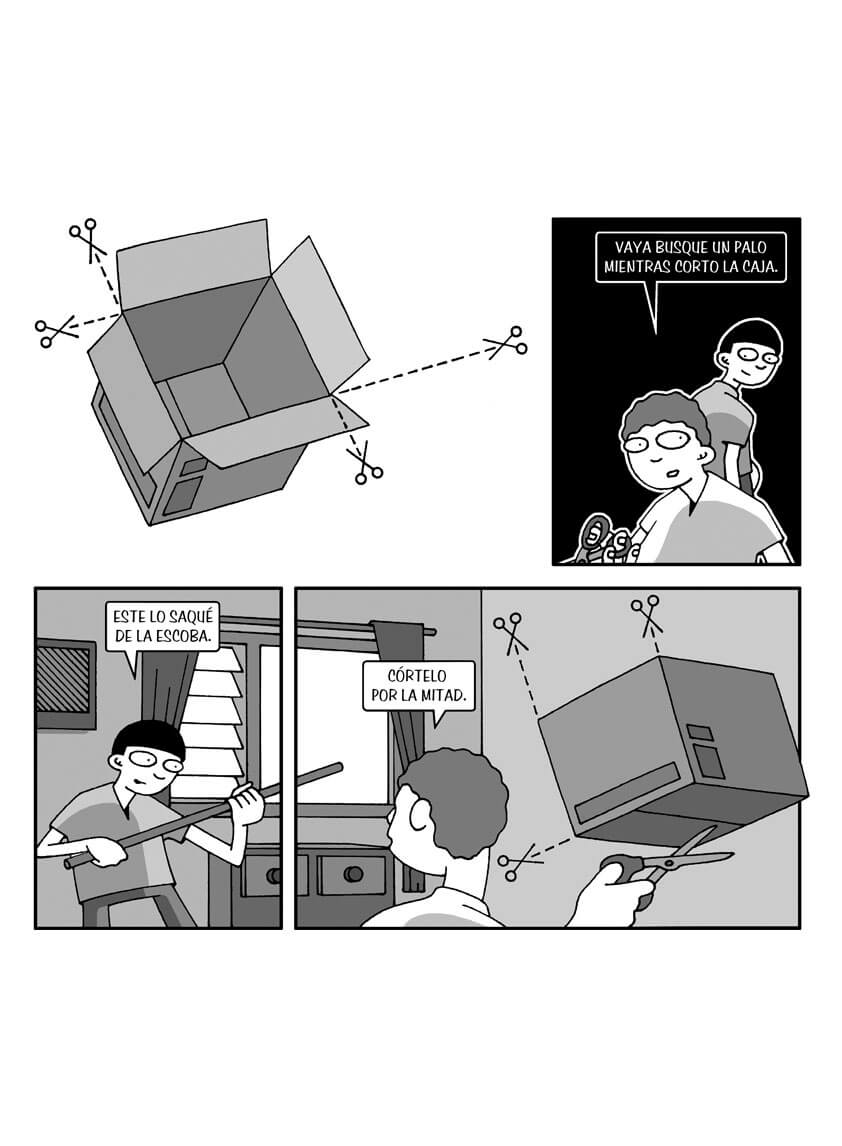 VAYA BUSQUE UN PALO
MIENTRAS CORTO LA CAJA.
ESTE LO SAQUÉ
DE LA ESCOBA.
CÓRTELO
POR LA MITAD.